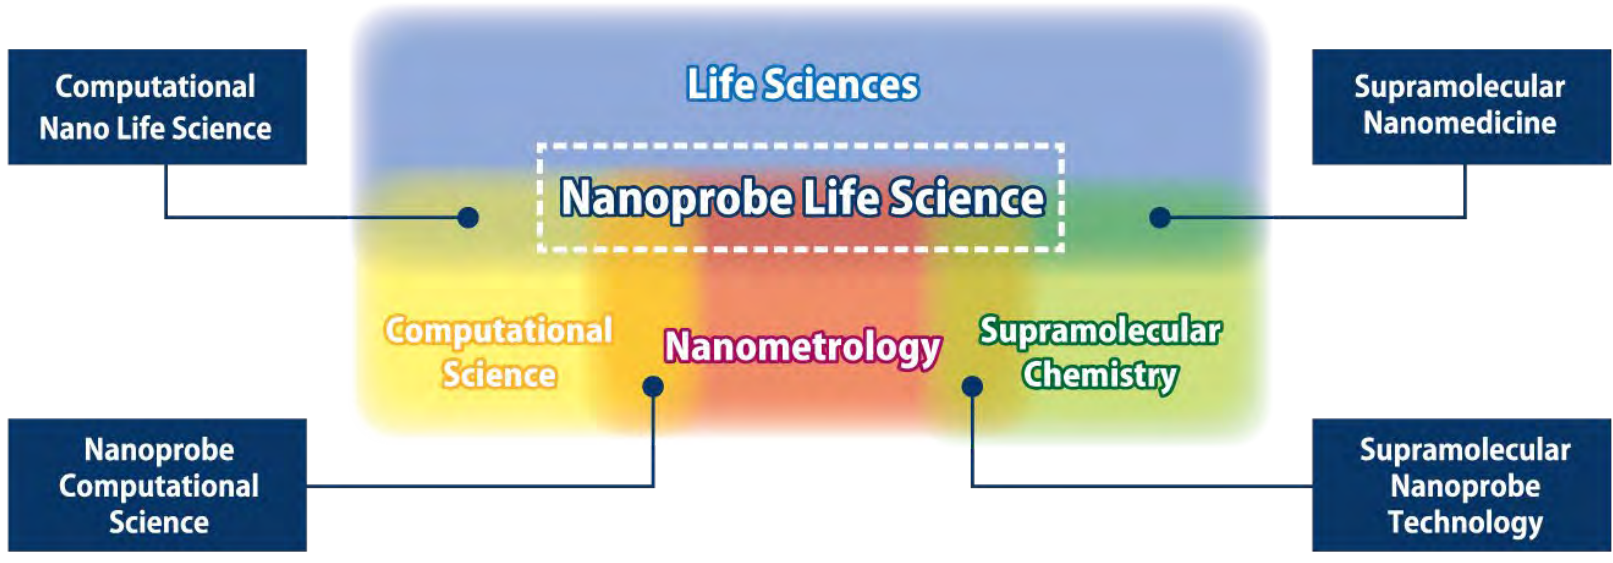 Computational
Nano Life Science
Life Sciences
Supramolecular
Nanomedicine
Nanoprobe Life Science
Computational
Science
Nanometrology
Supramolecular
Chemistry
Nanoprobe
Computational
Science
Supramolecular
Nanoprobe
Technology